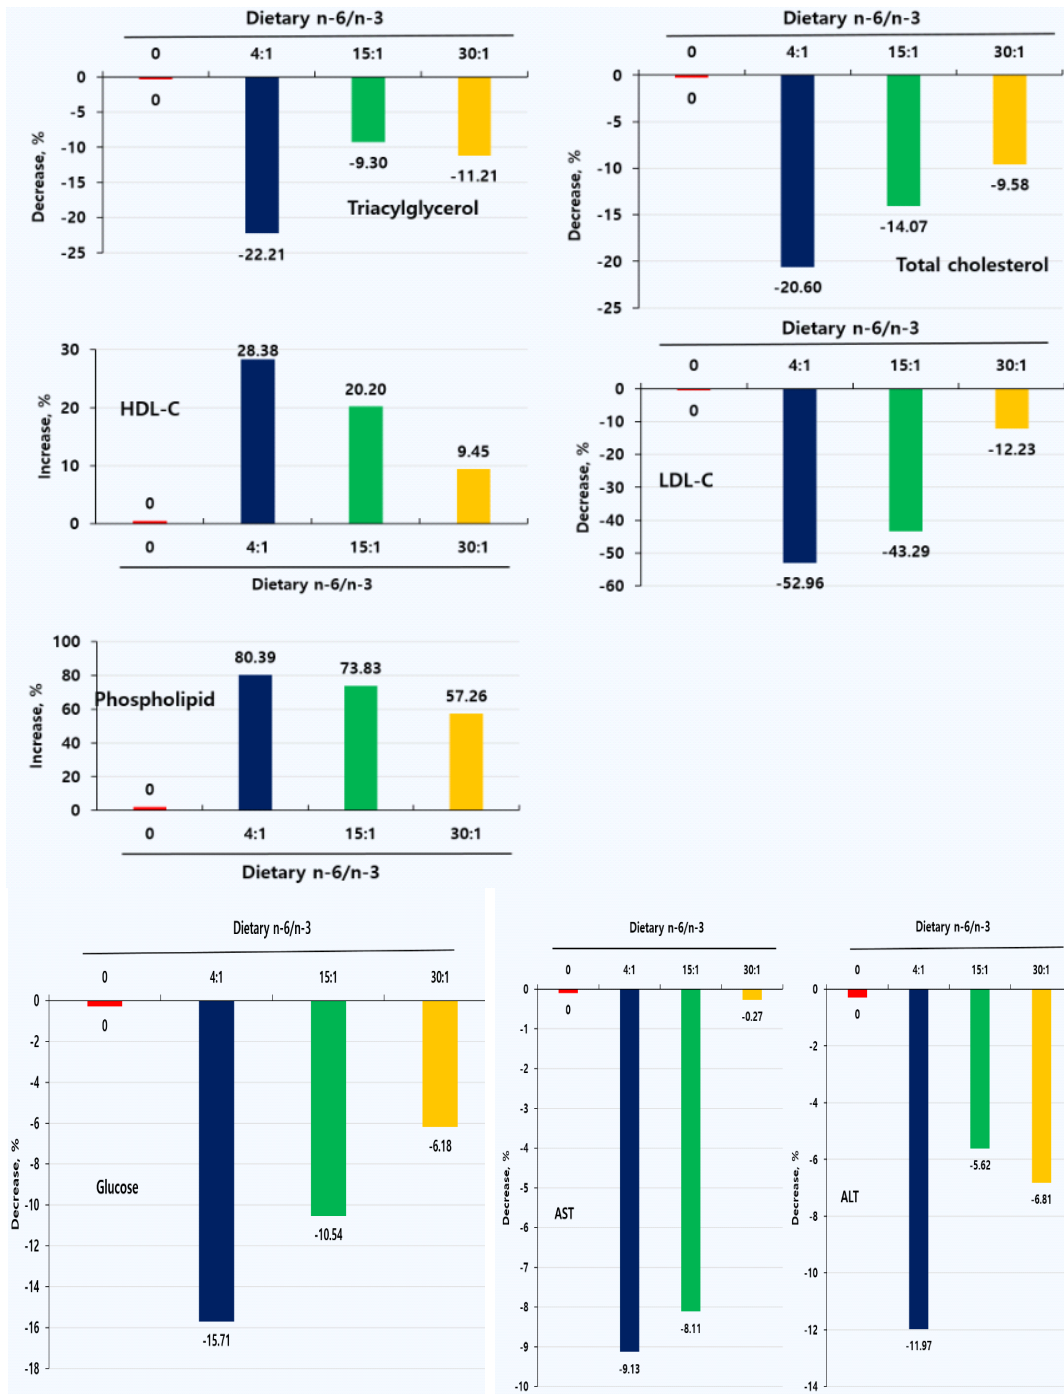 Dietary n-6/n-3
0 4:1 15:1 30:1
0
-5
-10
-15
-20
-25
Decrease, %
0
-22.21
-9.30
-11.21
Triacylglycerol
Dietary n-6/n-3
0 4:1 15:1 30:1
0
-5
-10
-15
-20
-25
Decrease, %
0
-20.60
-14.07
-9.58
Total cholesterol
30
20
10
0
Increase, %
HDL-C
0
28.38
20.20
9.45
0 4:1 15:1 30:1
Dietary n-6/n-3
Dietary n-6/n-3
0 4:1 15:1 30:1
0
-10
-20
-30
-40
-50
-60
Decrease, %
0
-52.96
-43.29
-12.23
LDL-C
100
80
60
40
20
0
Increase, %
Phospholipid
0
80.39
73.83
57.26
0 4:1 15:1 30:1
Dietary n-6/n-3
Dietary n-6/n-3
0 4:1 15:1 30:1
0
-2
-4
-6
-8
-10
-12
-14
-16
-18
Decrease, %
0
-15.71
-10.54
-6.18
Glucose
Dietary n-6/n-3
0 4:1 15:1 30:1
0
-1
-2
-3
-4
-5
-6
-7
-8
-9
-10
Decrease, %
0
-9.13
-8.11
-0.27
AST
Dietary n-6/n-3
0 4:1 15:1 30:1
0
-2
-4
-6
-8
-10
-12
-14
Decrease, %
0
-11.97
-5.62
-6.81
ALT